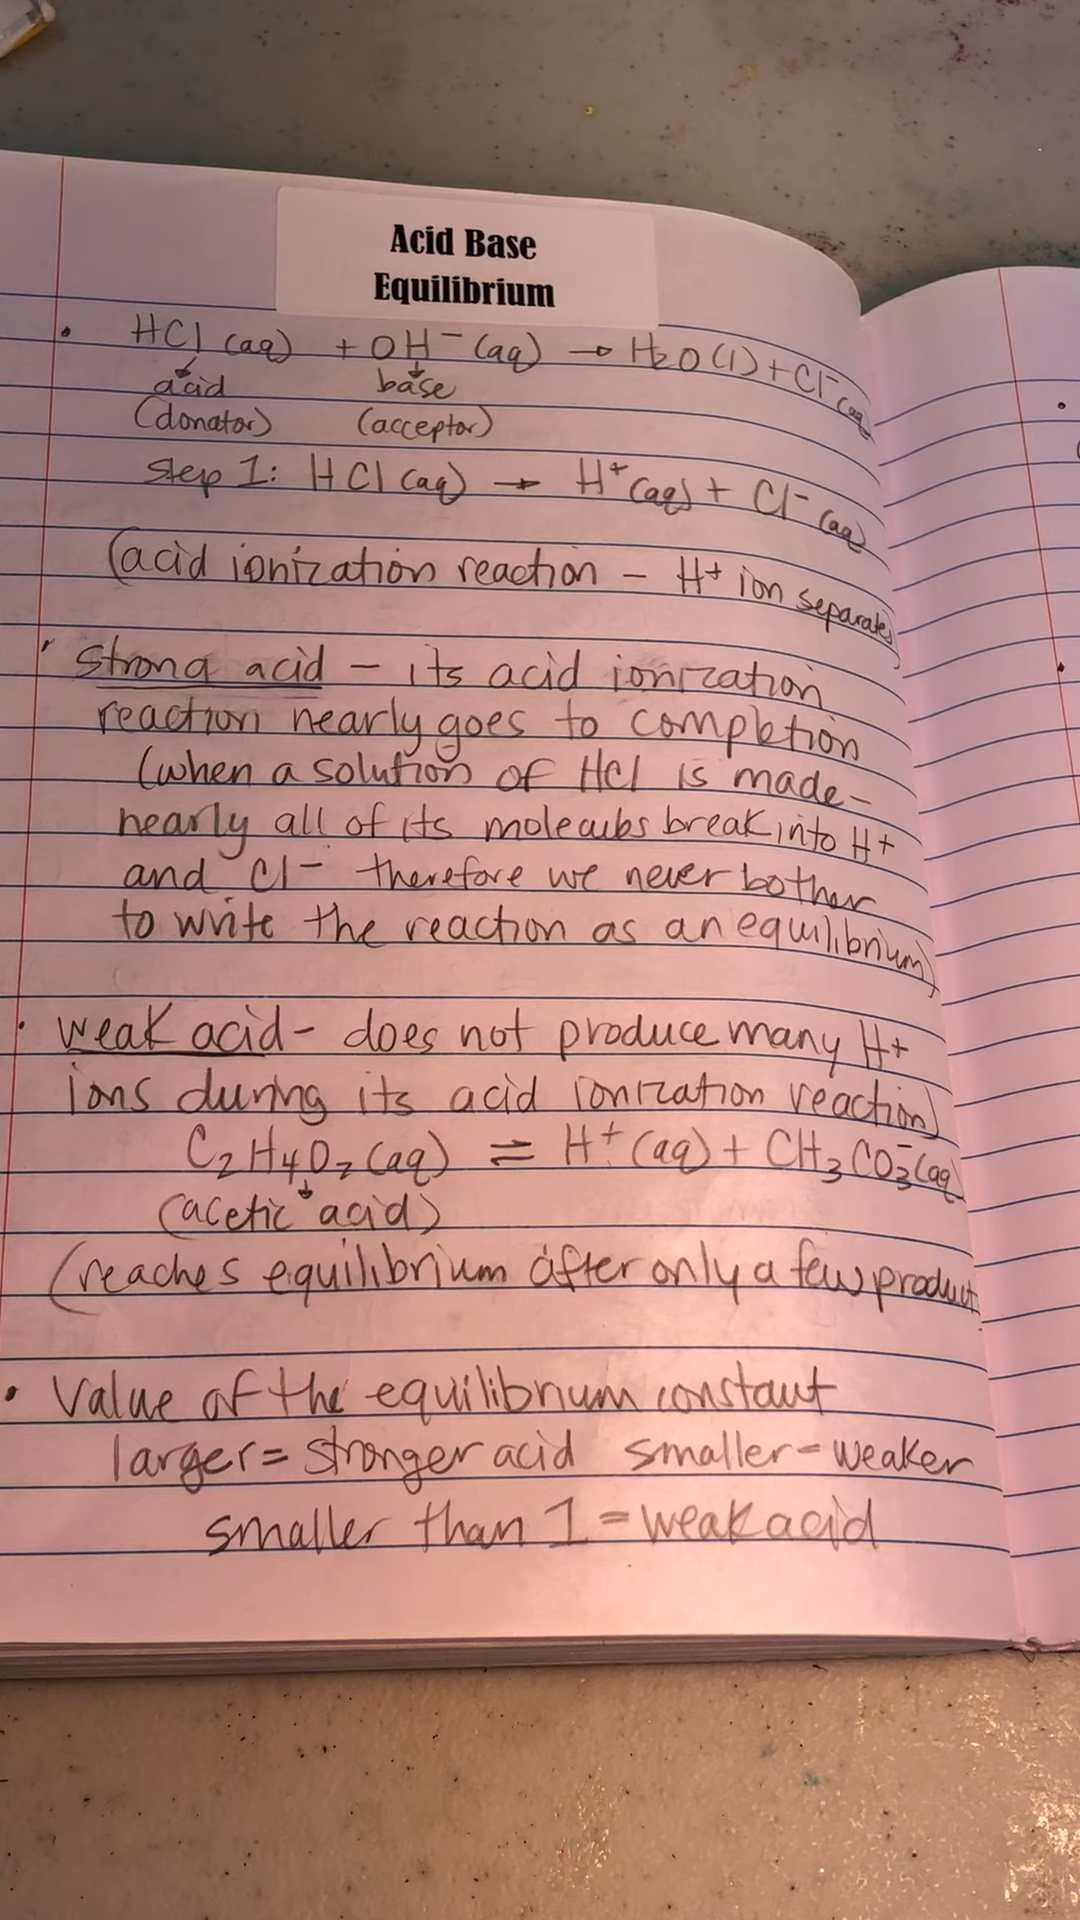 Acid Base
Equilibrium
• HCl (aq) + OH⁻ (aq) → H₂O (l) + Cl⁻ (aq)
acid base
(donator) (acceptor)
Step 1: HCl (aq) → H⁺ (aq) + Cl⁻ (aq)
(acid ionization reaction – H⁺ ion separates
• strong acid – its acid ionization
reaction nearly goes to completion
(when a solution of HCl is made –
nearly all of its molecules break into H+
and Cl⁻ therefore we never bother
to write the reaction as an equilibrium)
• weak acid – does not produce many H+
ions during its acid ionization reaction)
C₂H₄O₂ (aq) ⇌ H⁺ (aq) + CH₃CO₃⁻ (aq)
(acetic acid)
(reaches equilibrium after only a few product
• Value of the equilibrium constant
larger = stronger acid smaller = weaker
smaller than 1 = weak acid